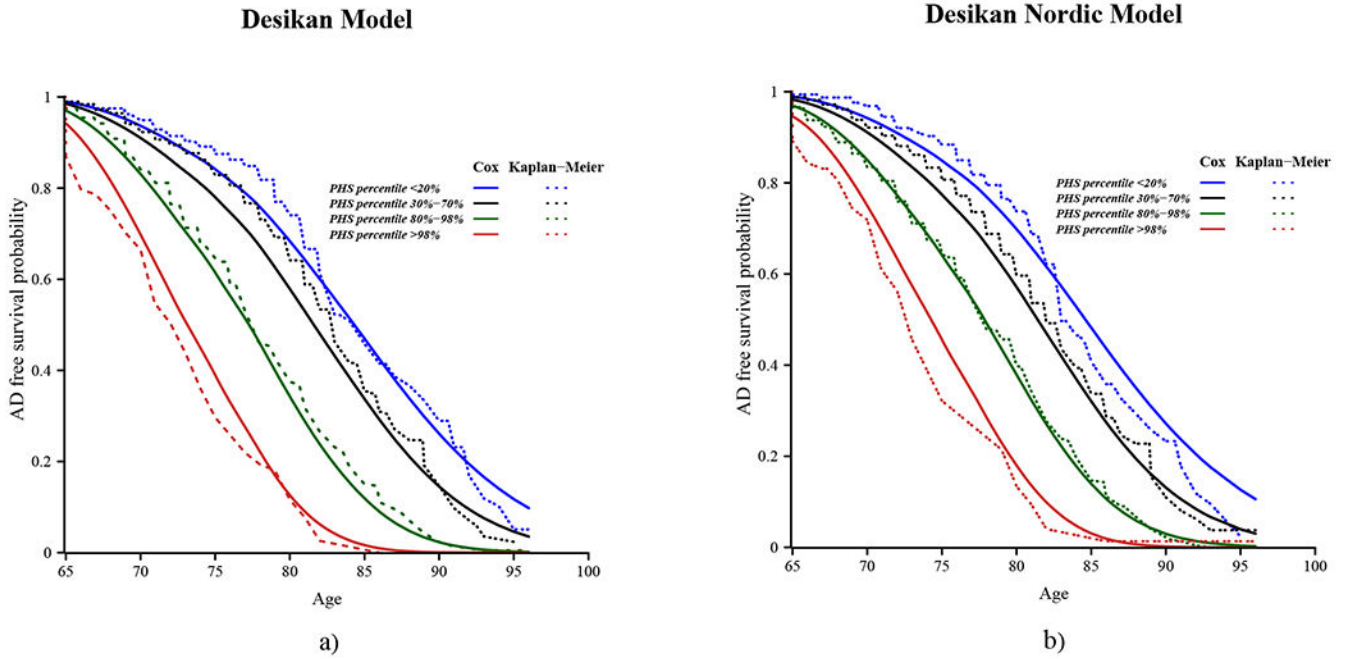 Desikan Model
AD free survival probability
1
0.8
0.6
0.4
0.2
0
65 70 75 80 85 90 95 100
Age
Cox Kaplan-Meier
PHS percentile <20%
PHS percentile 30%-70%
PHS percentile 80%-98%
PHS percentile >98%
a)
Desikan Nordic Model
AD free survival probability
1
0.8
0.6
0.4
0.2
0
65 70 75 80 85 90 95 100
Age
Cox Kaplan-Meier
PHS percentile <20%
PHS percentile 30%-70%
PHS percentile 80%-98%
PHS percentile >98%
b)